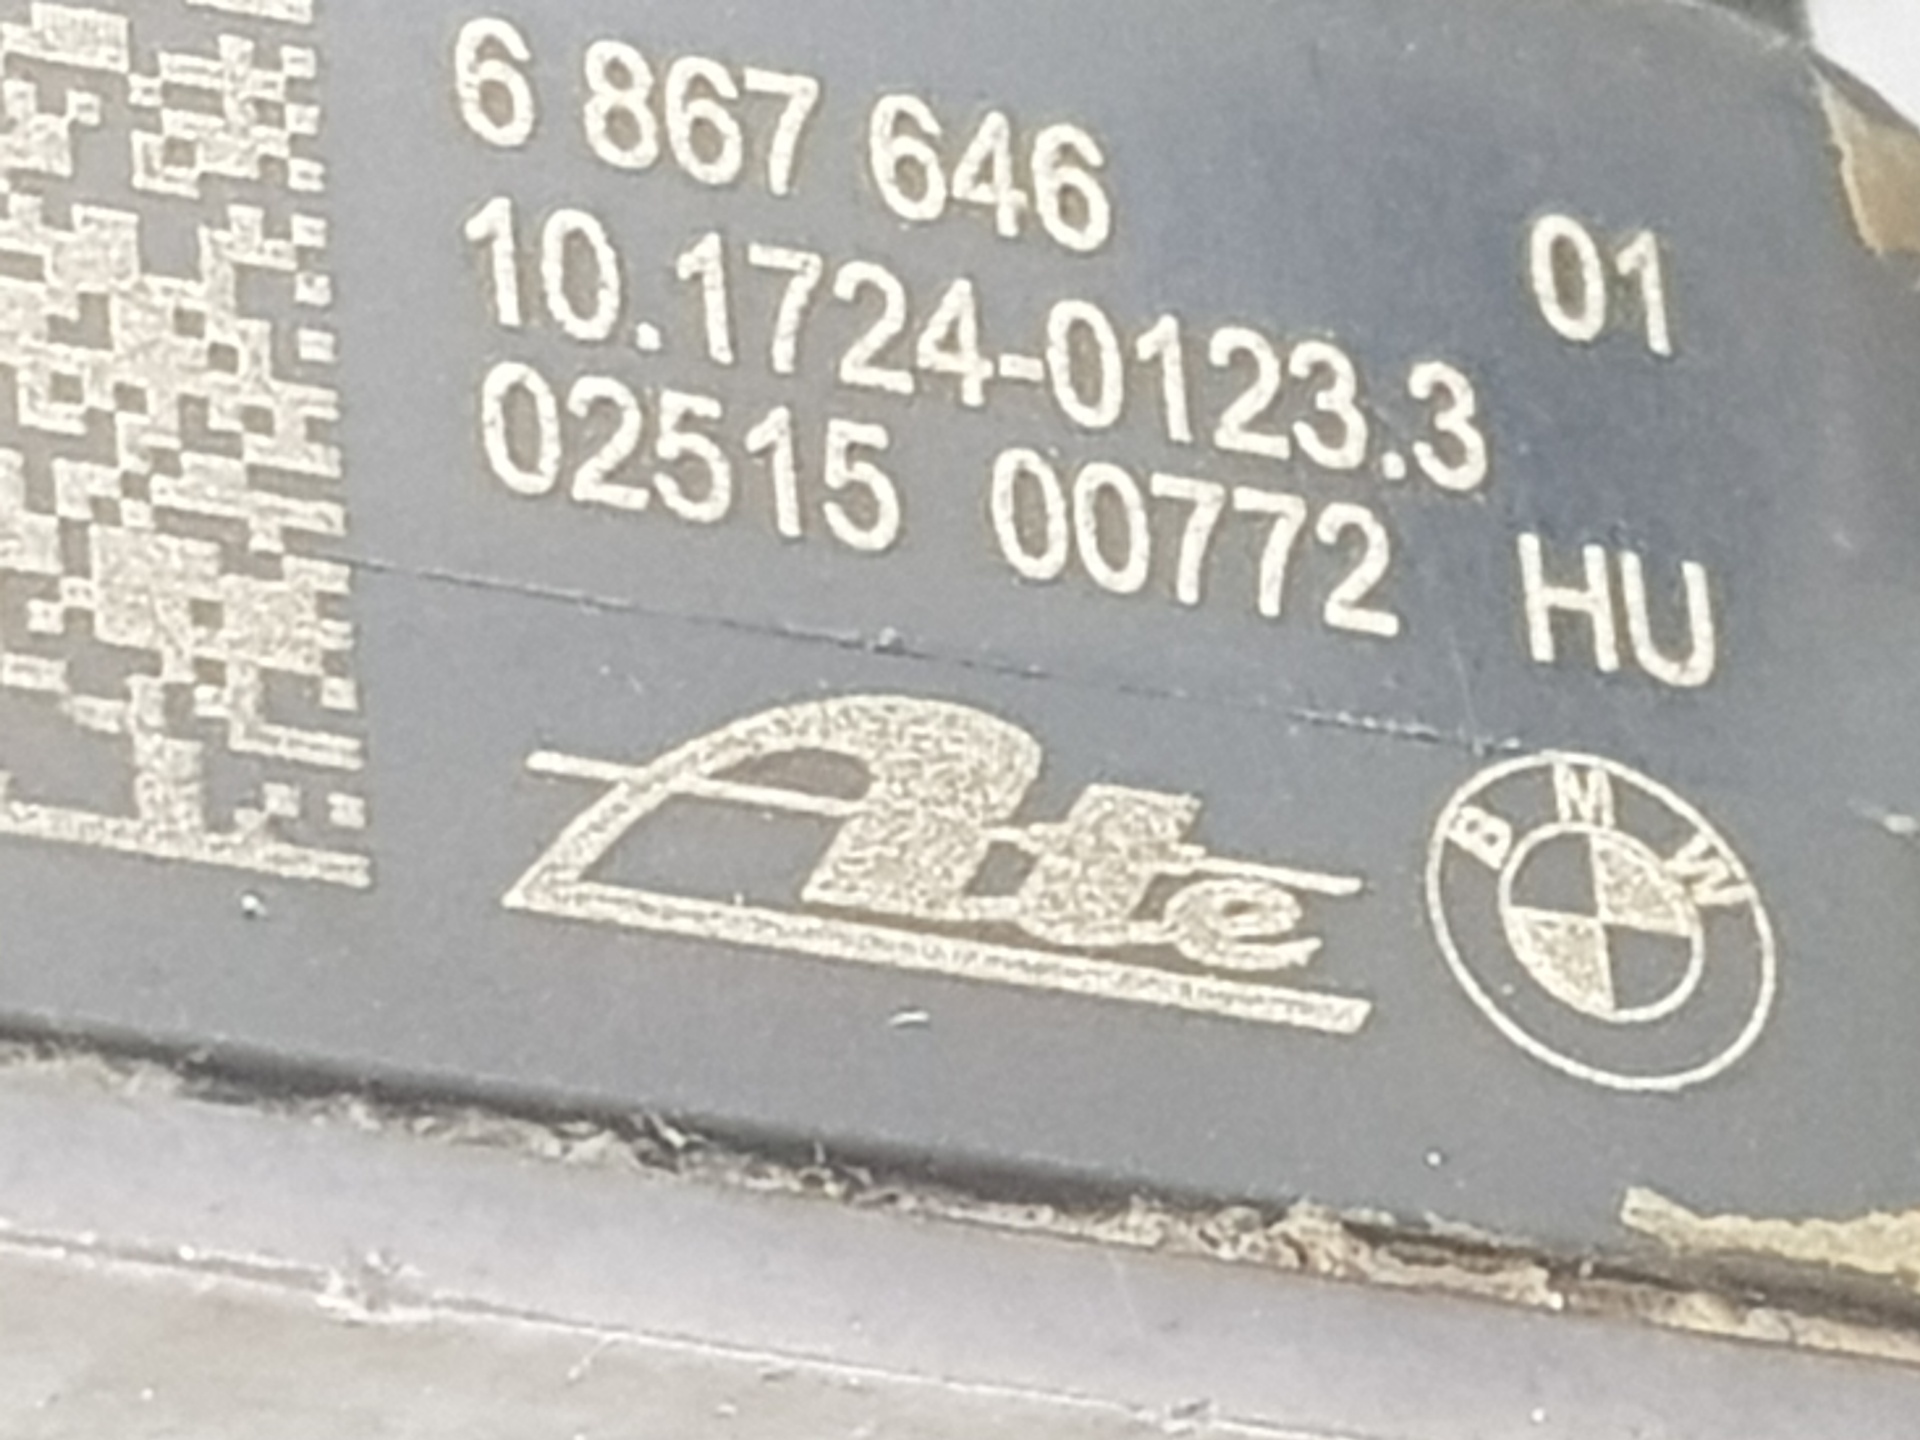 6 867 646
01
10.1724-0123.3
02515 00772 HU
Ate
BMW